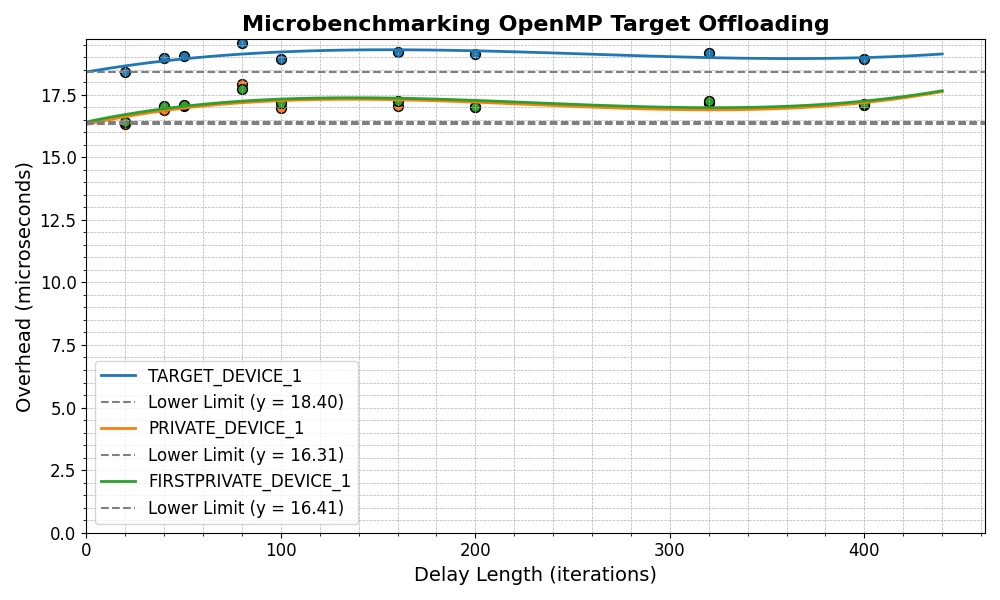 Microbenchmarking OpenMP Target Offloading
Overhead (microseconds)
17.5
15.0
12.5
10.0
7.5
5.0
2.5
0.0
TARGET_DEVICE_1
Lower Limit (y = 18.40)
PRIVATE_DEVICE_1
Lower Limit (y = 16.31)
FIRSTPRIVATE_DEVICE_1
Lower Limit (y = 16.41)
0 100 200 300 400
Delay Length (iterations)